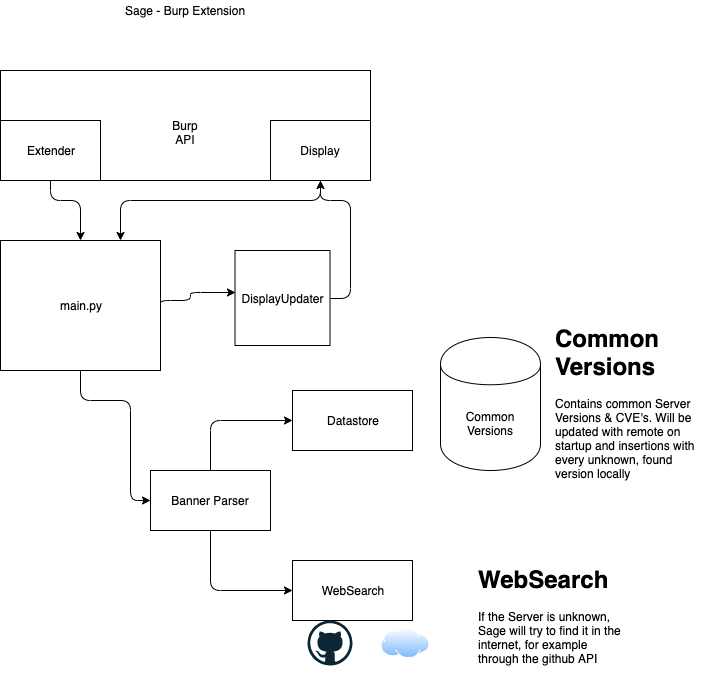 Sage - Burp Extension
Burp
API
Extender
Display
main.py
DisplayUpdater
Common
Versions
Contains common Server
Versions & CVE's. Will be
updated with remote on
startup and insertions with
every unknown, found
version locally
Datastore
Common
Versions
Banner Parser
WebSearch
WebSearch
If the Server is unknown,
Sage will try to find it in the
internet, for example
through the github API